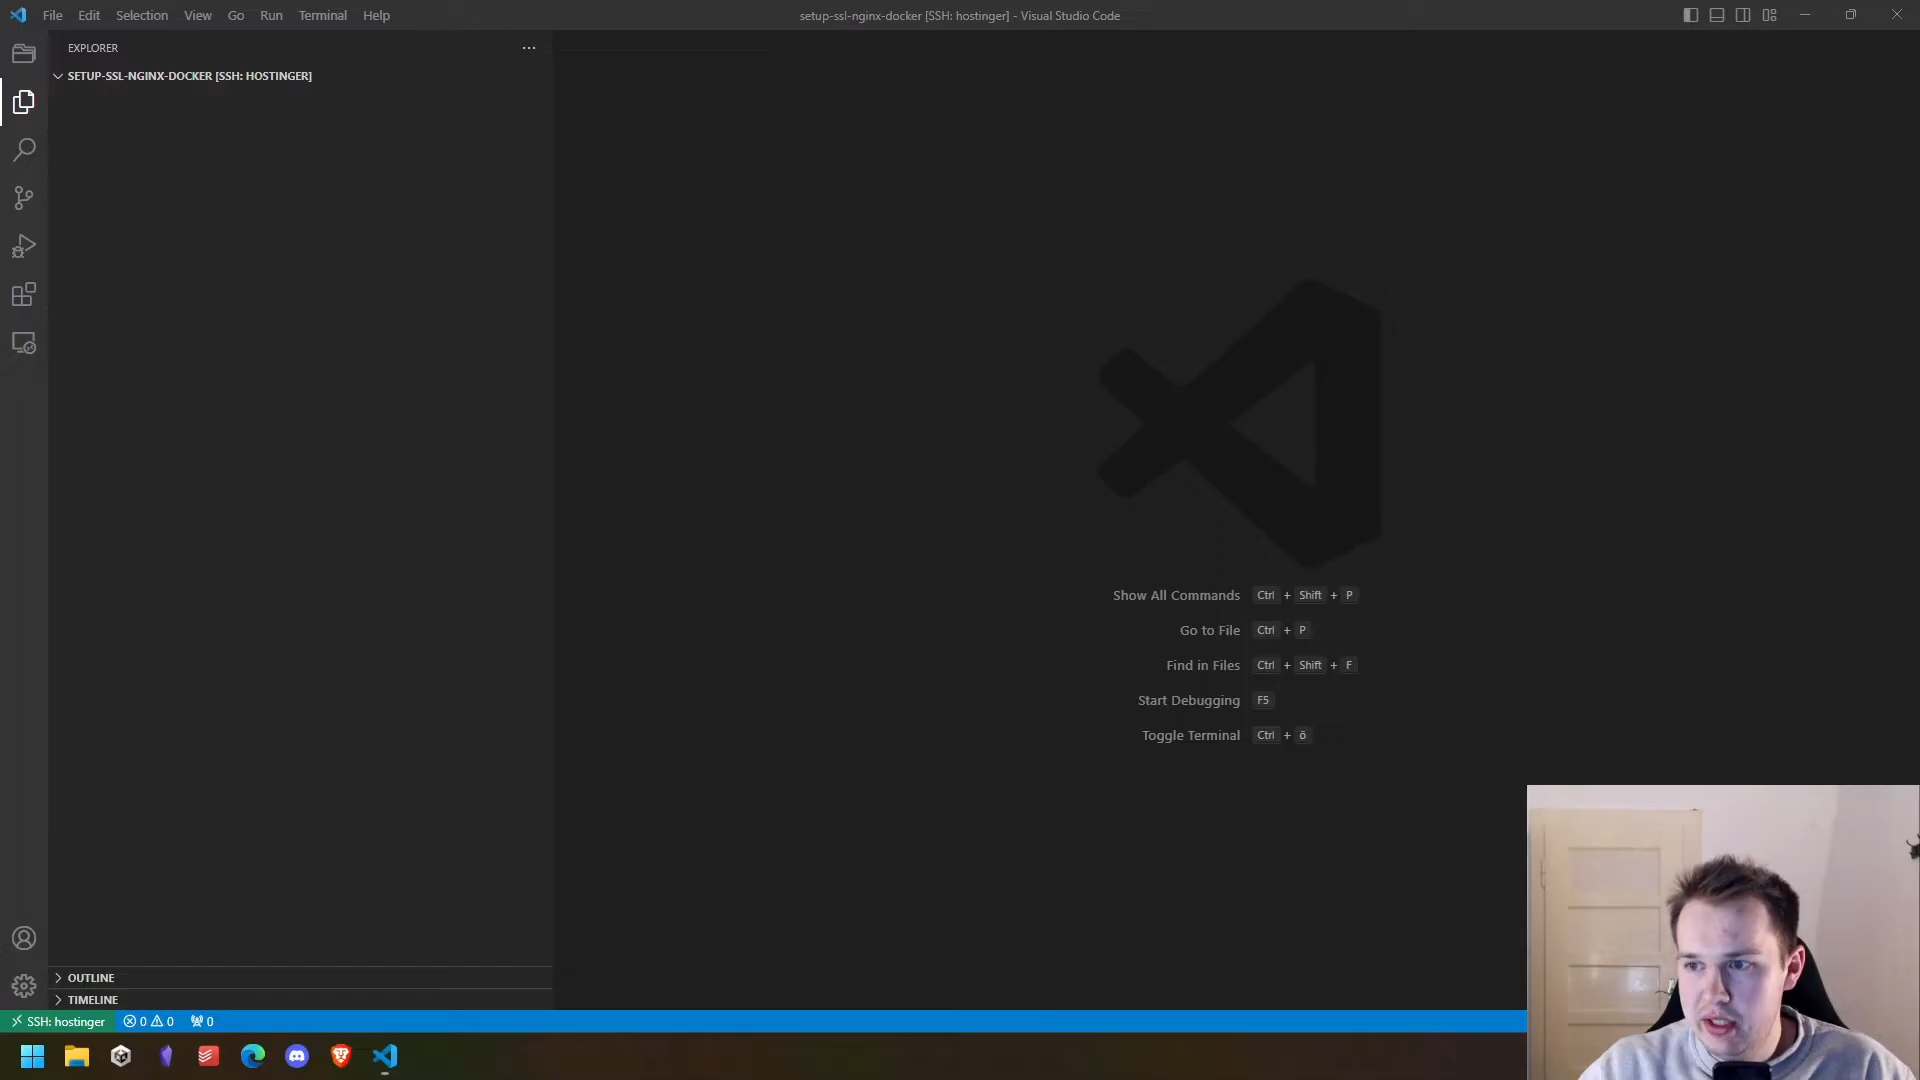 File Edit Selection View Go Run Terminal Help
setup-ssl-nginx-docker [SSH: hostinger] - Visual Studio Code
EXPLORER
SETUP-SSL-NGINX-DOCKER [SSH: HOSTINGER]
Show All Commands Ctrl + Shift + P
Go to File Ctrl + P
Find in Files Ctrl + Shift + F
Start Debugging F5
Toggle Terminal Ctrl + ö
OUTLINE
TIMELINE
SSH: hostinger 0 0 0